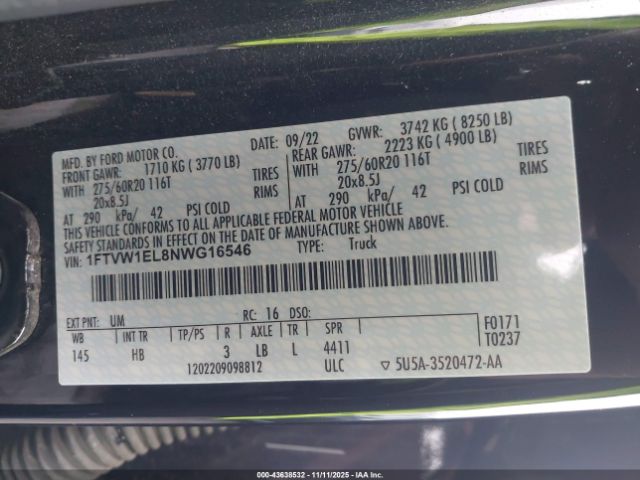 MFD. BY FORD MOTOR CO.
DATE: 09/22 GVWR: 3742 KG ( 8250 LB)
FRONT GAWR: 1710 KG ( 3770 LB)
REAR GAWR: 2223 KG ( 4900 LB)
WITH 275/60R20 116T TIRES
WITH 275/60R20 116T TIRES
20x8.5J RIMS
20x8.5J RIMS
AT 290 kPa/ 42 PSI COLD
AT 290 kPa/ 42 PSI COLD
THIS VEHICLE CONFORMS TO ALL APPLICABLE FEDERAL MOTOR VEHICLE
SAFETY AND THEFT PREVENTION STANDARDS IN EFFECT ON THE DATE OF MANUFACTURE SHOWN ABOVE.
VIN: 1FTVW1EL8NWG16546 TYPE: Truck
EXT PNT: UM RC: 16 DSO:
WB INT TR TP/PS R AXLE TR SPR
145 HB 3 LB L 4411
F0171
T0237
1202209098812 ULC ▽ 5U5A-3520472-AA
000-43638532 - 11/11/2025 - IAAI, Inc. Copyright